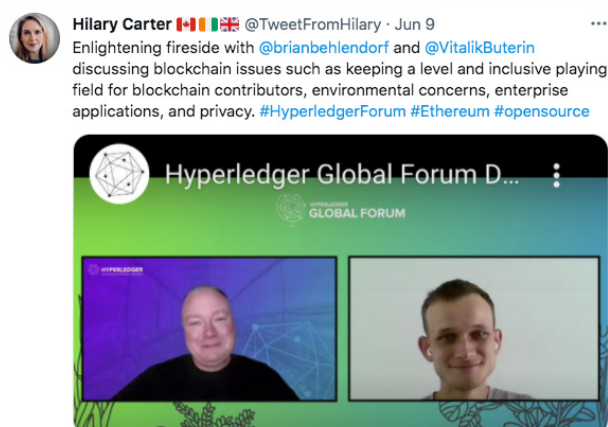 Hilary Carter 🇨🇦🇮🇪🇬🇧 @TweetFromHilary · Jun 9 ...
Enlightening fireside with @brianbehlendorf and @VitalikButerin
discussing blockchain issues such as keeping a level and inclusive playing
field for blockchain contributors, environmental concerns, enterprise
applications, and privacy. #HyperledgerForum #Ethereum #opensource
Hyperledger Global Forum D...
HYPERLEDGER
GLOBAL FORUM
HYPERLEDGER